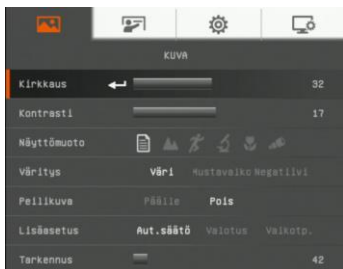 KUVA
Kirkkaus 32
Kontrasti 17
Näyttömuoto
Väritys Väri Mustavalko Negatiivi
Peilikuva Päälle Pois
Lisäasetus Aut.säätö Valotus Valkotp.
Tarkennus 42